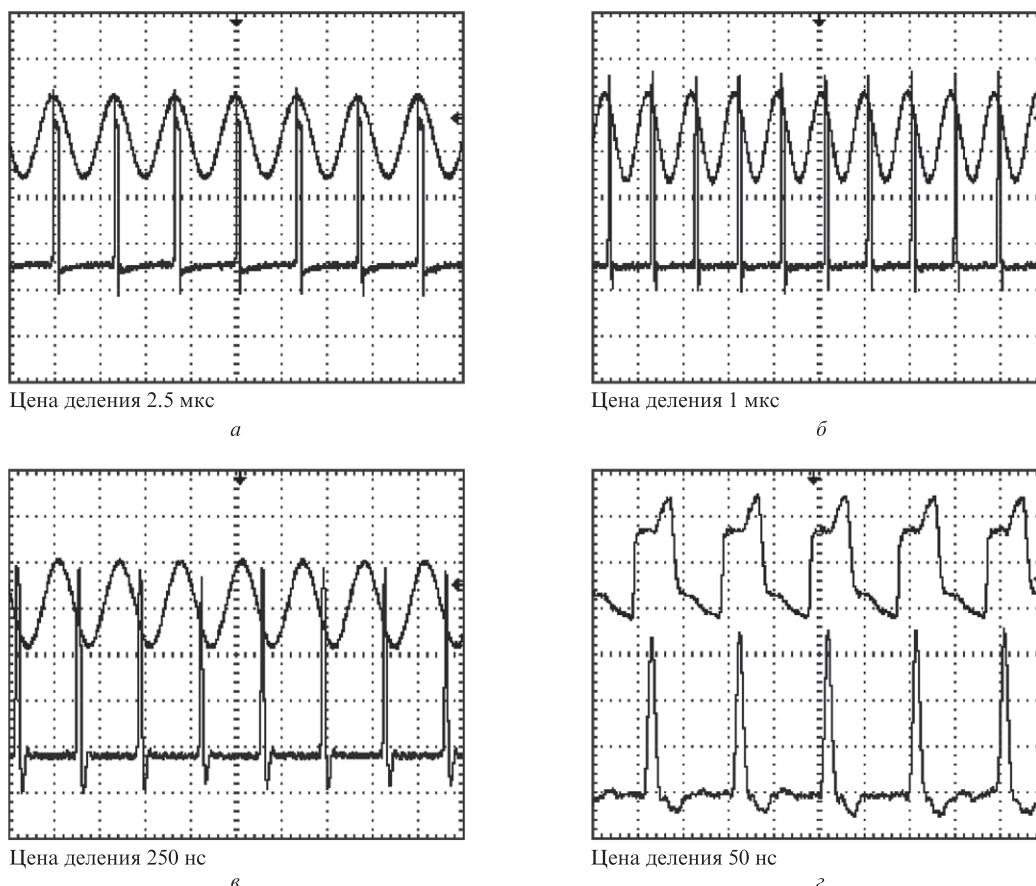 Цена деления 2.5 мкс
а
Цена деления 1 мкс
б
Цена деления 250 нс
в
Цена деления 50 нс
г